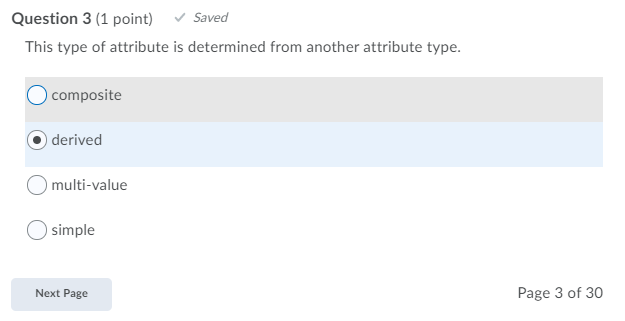 Question 3 (1 point) ✓ Saved
This type of attribute is determined from another attribute type.
composite
derived
multi-value
simple
Next Page Page 3 of 30